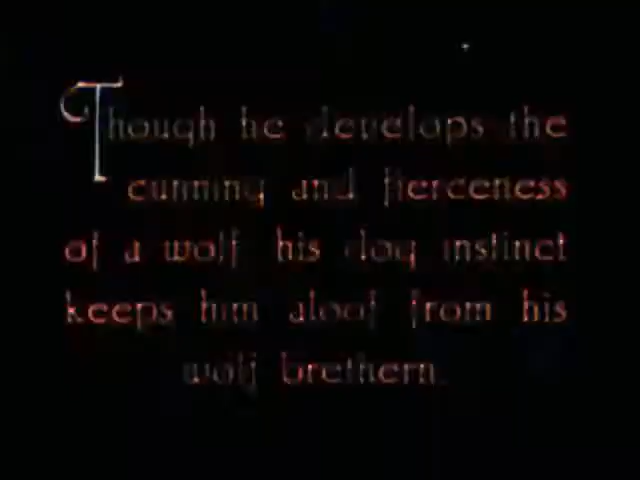 Though he develops the
cunning and fierceness
of a wolf his dog instinct
keeps him aloof from his
wolf brethern.